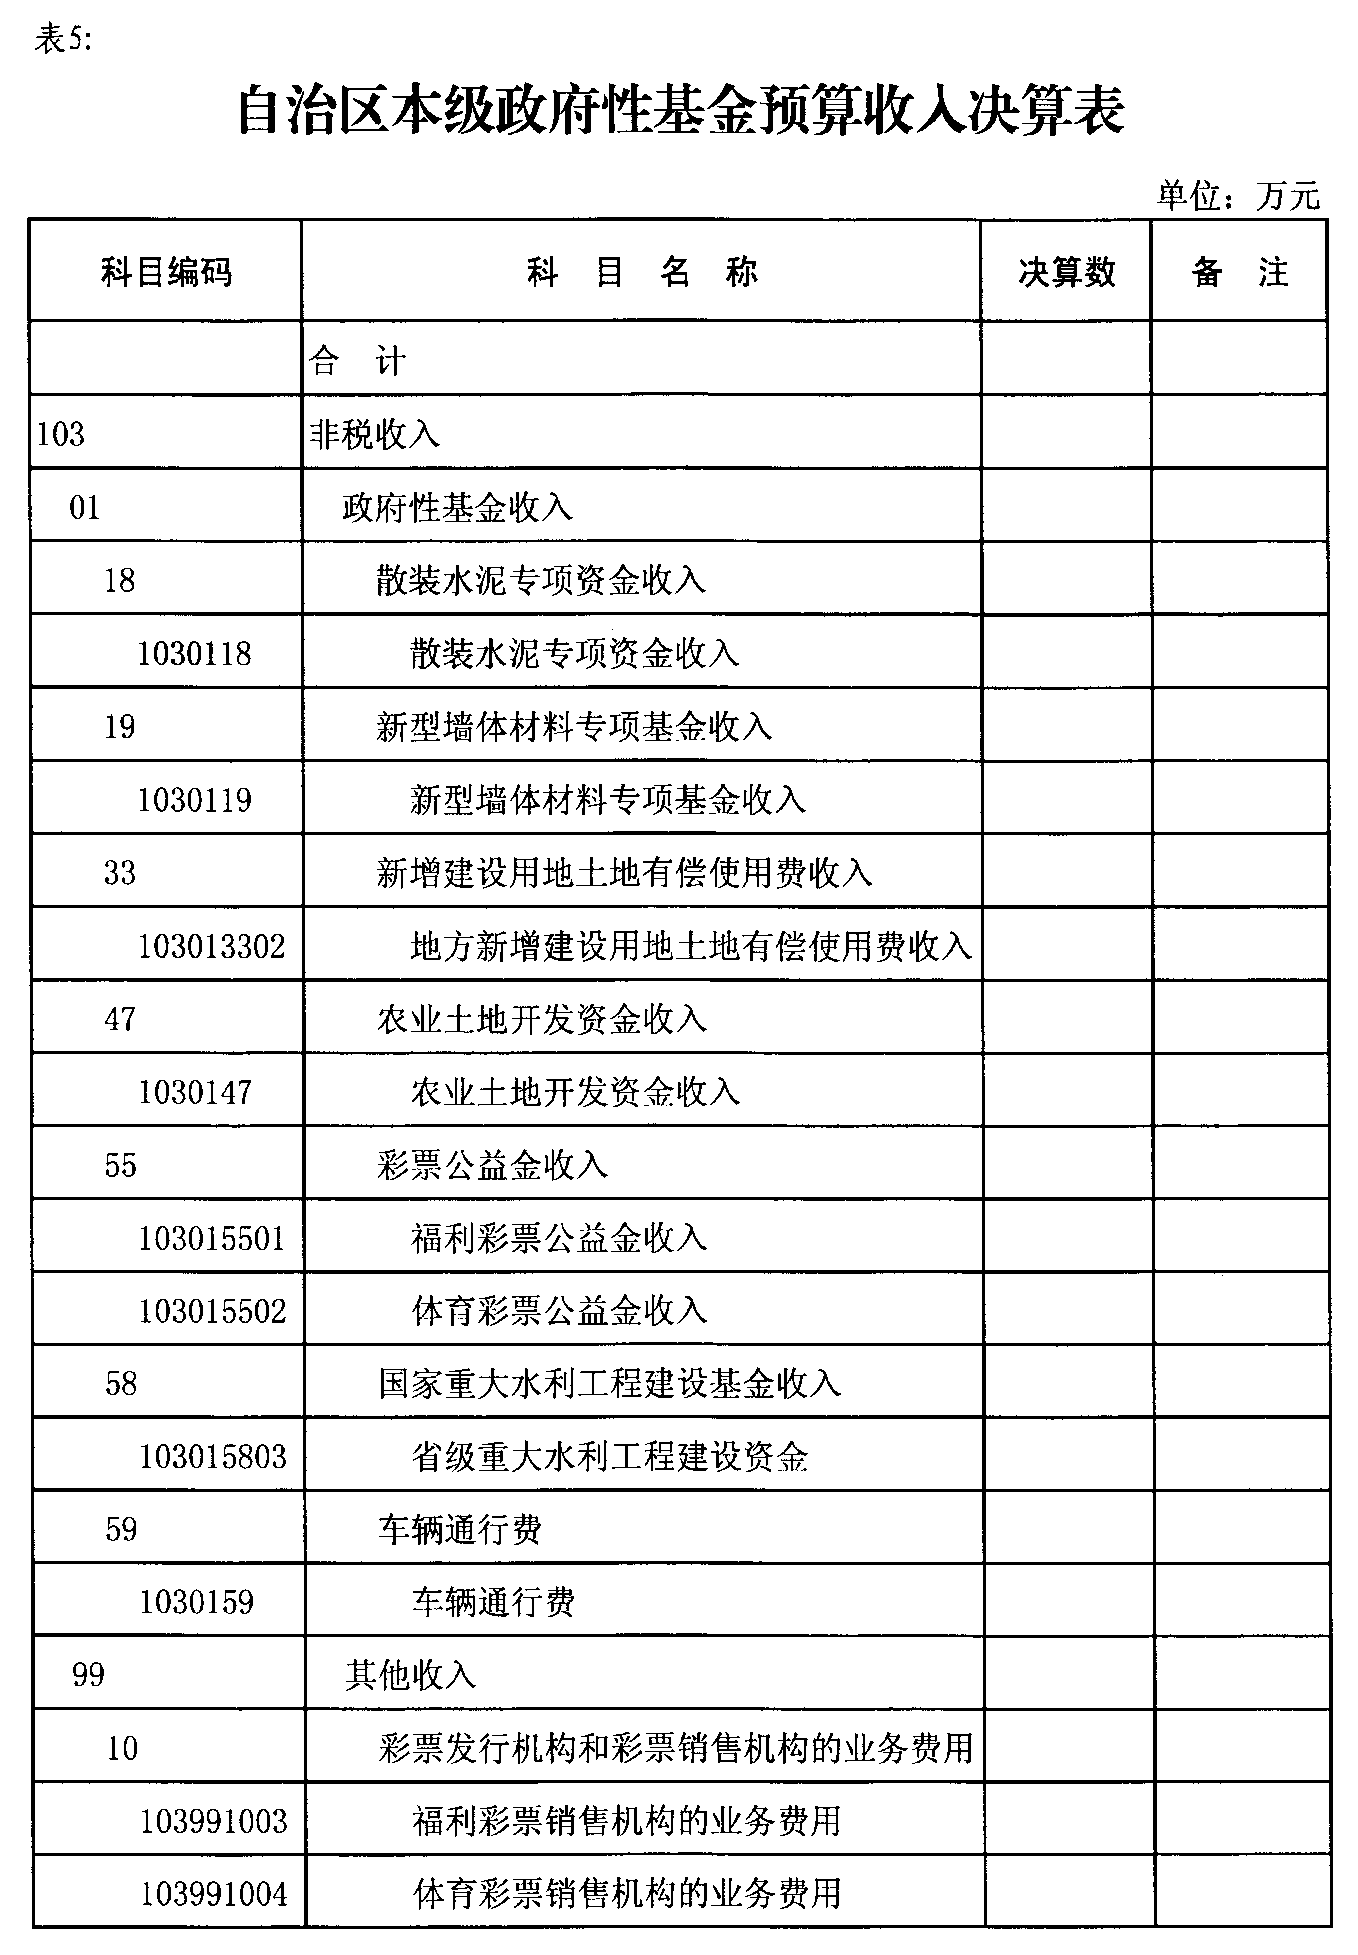 表5:
自治区本级政府性基金预算收入决算表
单位：万元
科目编码 科 目 名 称 决算数 备 注
合 计
103 非税收入
01 政府性基金收入
18 散装水泥专项资金收入
1030118 散装水泥专项资金收入
19 新型墙体材料专项基金收入
1030119 新型墙体材料专项基金收入
33 新增建设用地土地有偿使用费收入
103013302 地方新增建设用地土地有偿使用费收入
47 农业土地开发资金收入
1030147 农业土地开发资金收入
55 彩票公益金收入
103015501 福利彩票公益金收入
103015502 体育彩票公益金收入
58 国家重大水利工程建设基金收入
103015803 省级重大水利工程建设资金
59 车辆通行费
1030159 车辆通行费
99 其他收入
10 彩票发行机构和彩票销售机构的业务费用
103991003 福利彩票销售机构的业务费用
103991004 体育彩票销售机构的业务费用